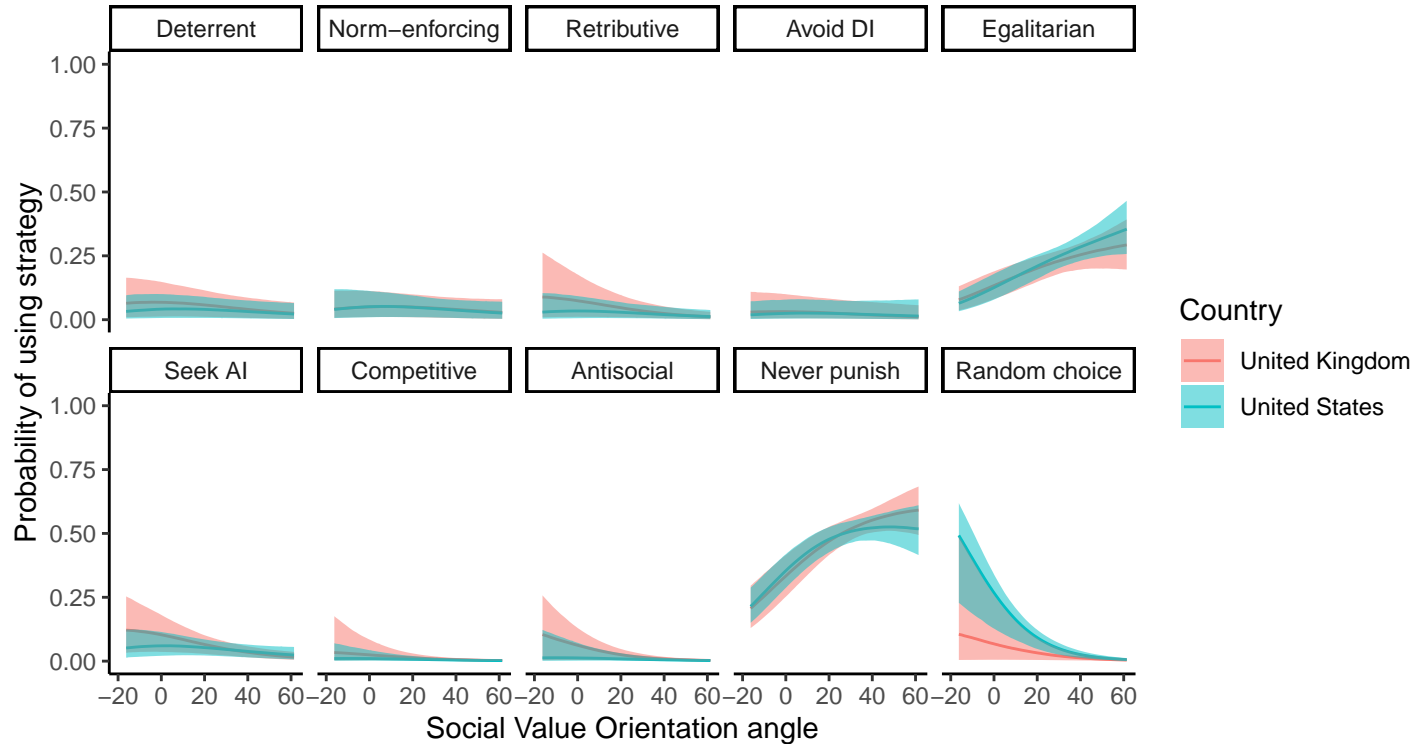 Deterrent Norm−enforcing Retributive Avoid DI Egalitarian
1.00
0.75
0.50
0.25
0.00
Seek AI Competitive Antisocial Never punish Random choice
1.00
0.75
0.50
0.25
0.00
−20 0 20 40 60 −20 0 20 40 60 −20 0 20 40 60 −20 0 20 40 60 −20 0 20 40 60
Social Value Orientation angle
Probability of using strategy
Country
United Kingdom
United States